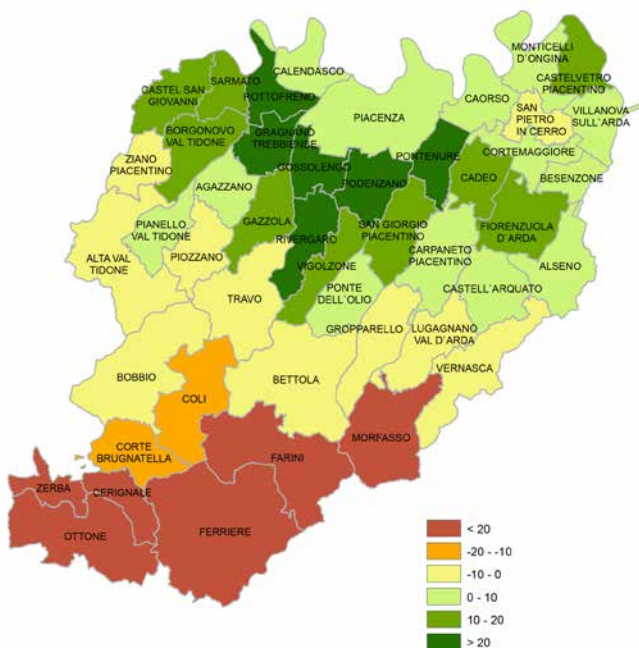 MONTICELLI
D'ONGINA
CALENDASCO
SARMATO
CASTEL SAN
GIOVANNI
ROTTOFRENO
CASTELVETRO
PIACENTINO
CAORSO
SAN
PIETRO
IN CERRO
VILLANOVA
SULL'ARDA
PIACENZA
BORGONOVO
VAL TIDONE
GRAGNANO
TREBBIENSE
ZIANO
PIACENTINO
GOSSOLENGO
PONTENURE
CORTEMAGGIORE
BESENZONE
AGAZZANO
PODENZANO
CADEO
PIANELLO
VAL TIDONE
GAZZOLA
SAN GIORGIO
PIACENTINO
FIORENZUOLA
D'ARDA
RIVERGARO
CARPANETO
PIACENTINO
ALTA VAL
TIDONE
PIOZZANO
VIGOLZONE
ALSENO
TRAVO
PONTE
DELL'OLIO
CASTELL'ARQUATO
GROPPARELLO
LUGAGNANO
VAL D'ARDA
VERNASCA
BOBBIO
BETTOLA
COLI
MORFASSO
CORTE
BRUGNATELLA
FARINI
ZERBA
CERIGNALE
OTTONE
FERRIERE
< 20
-20 - -10
-10 - 0
0 - 10
10 - 20
> 20